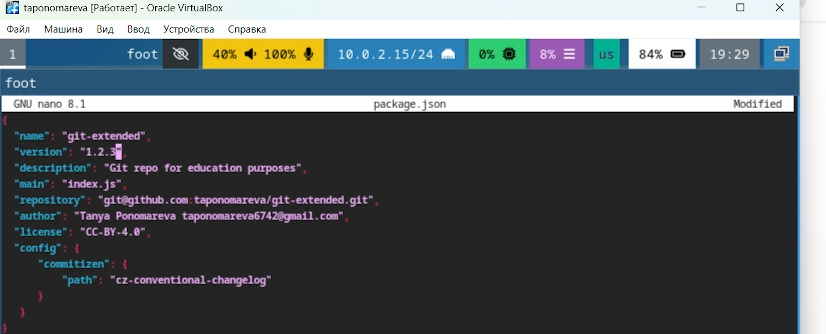 taponomareva [Работает] - Oracle VirtualBox
Файл Машина Вид Ввод Устройства Справка
1 foot 40% 100% 10.0.2.15/24 0% 8% us 84% 19:29
foot
GNU nano 8.1 package.json Modified
{
"name": "git-extended",
"version": "1.2.3",
"description": "Git repo for education purposes",
"main": "index.js",
"repository": "git@github.com:taponomareva/git-extended.git",
"author": "Tanya Ponomareva taponomareva6742@gmail.com",
"license": "CC-BY-4.0",
"config": {
"commitizen": {
"path": "cz-conventional-changelog"
}
}
}